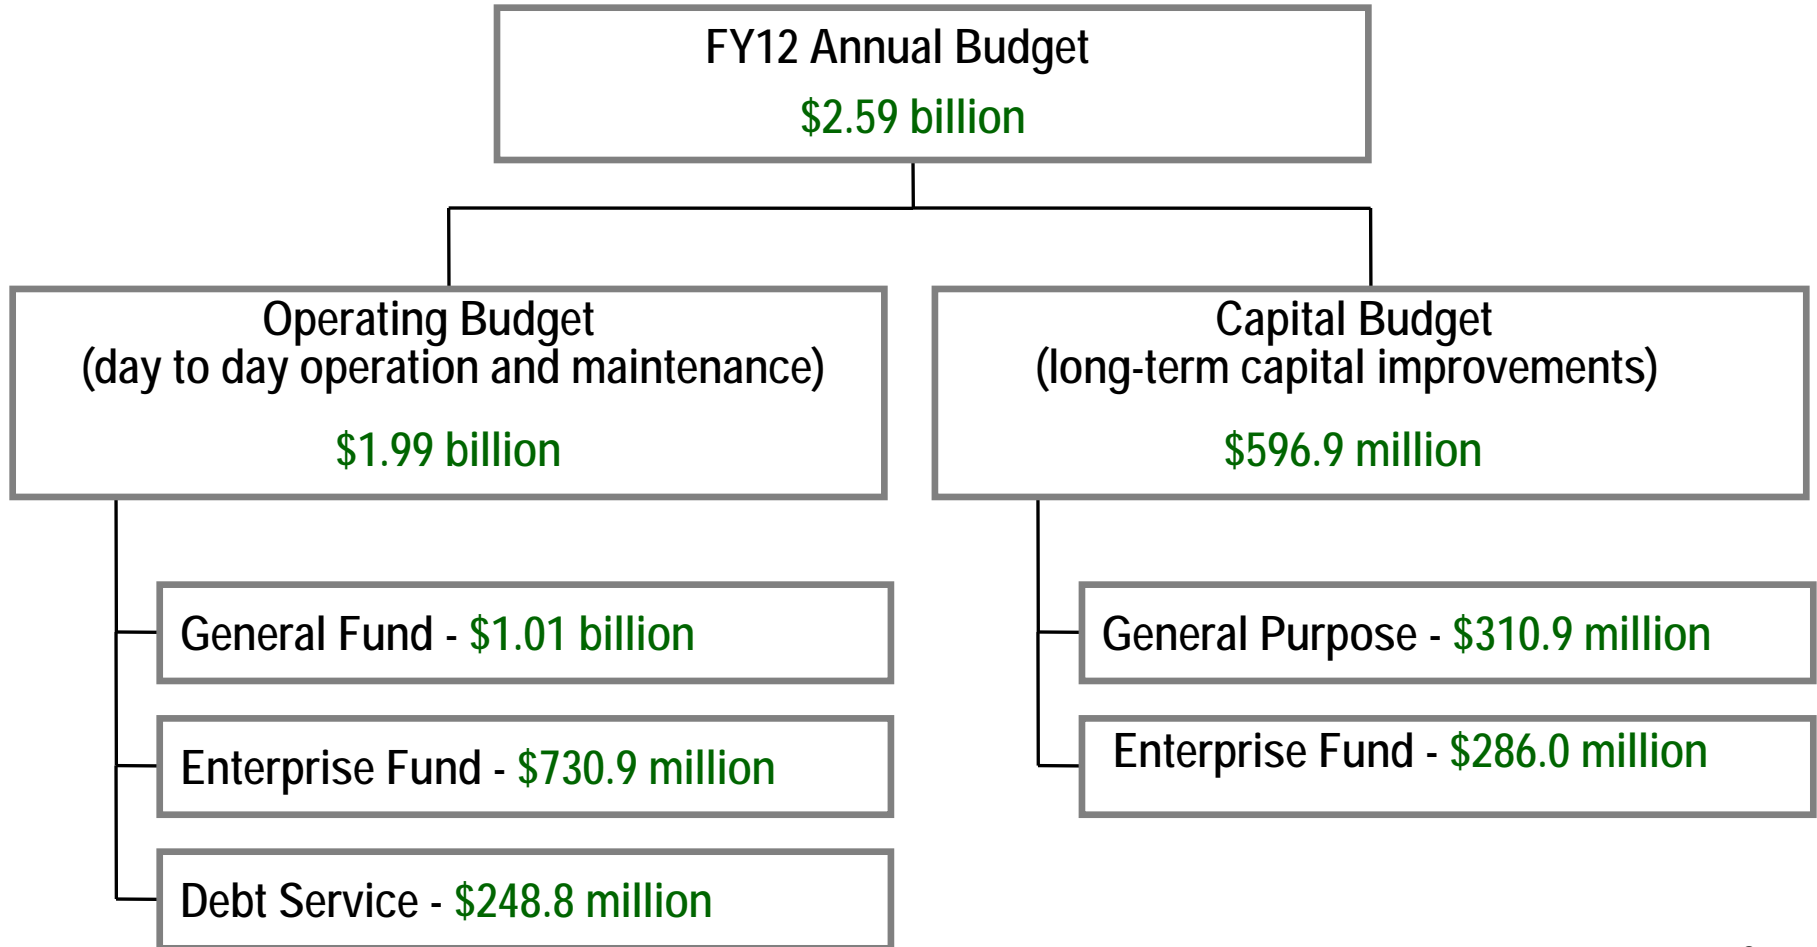 FY12 Annual Budget
$2.59 billion
Operating Budget
(day to day operation and maintenance)
$1.99 billion
Capital Budget
(long-term capital improvements)
$596.9 million
General Fund - $1.01 billion
Enterprise Fund - $730.9 million
Debt Service - $248.8 million
General Purpose - $310.9 million
Enterprise Fund - $286.0 million